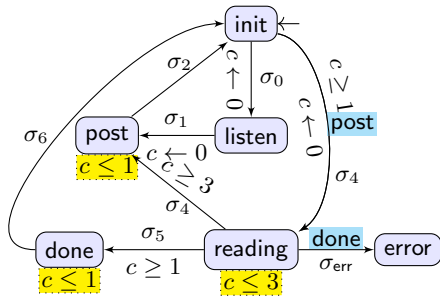 init
c ← 0
σ₀
c ≥ 1
post
c ← 0
σ₄
σ₂
σ₆
post
c ≤ 1
σ₁
c ← 0
listen
c ≥ 3
σ₄
done
c ≤ 1
σ₅
c ≥ 1
reading
c ≤ 3
done
σ_err
error